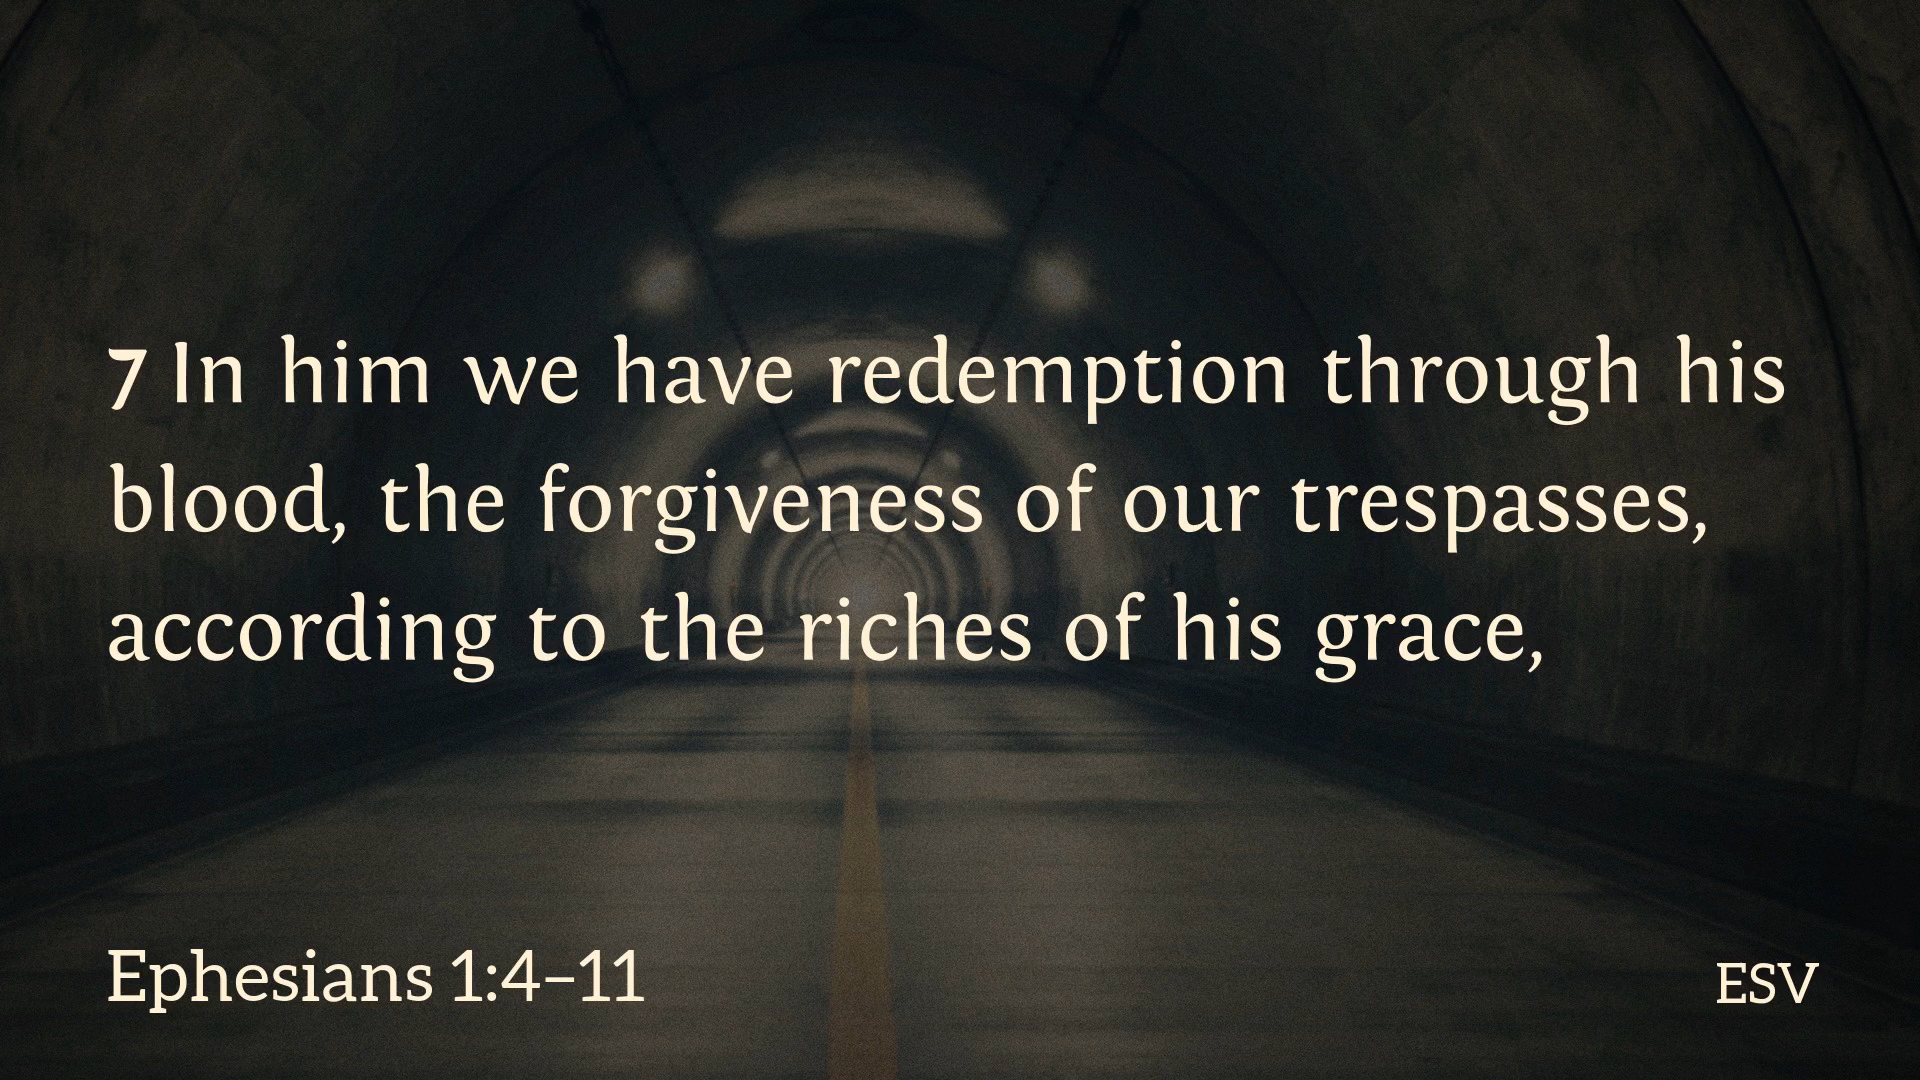 7 In him we have redemption through his
blood, the forgiveness of our trespasses,
according to the riches of his grace,
Ephesians 1:4–11
ESV